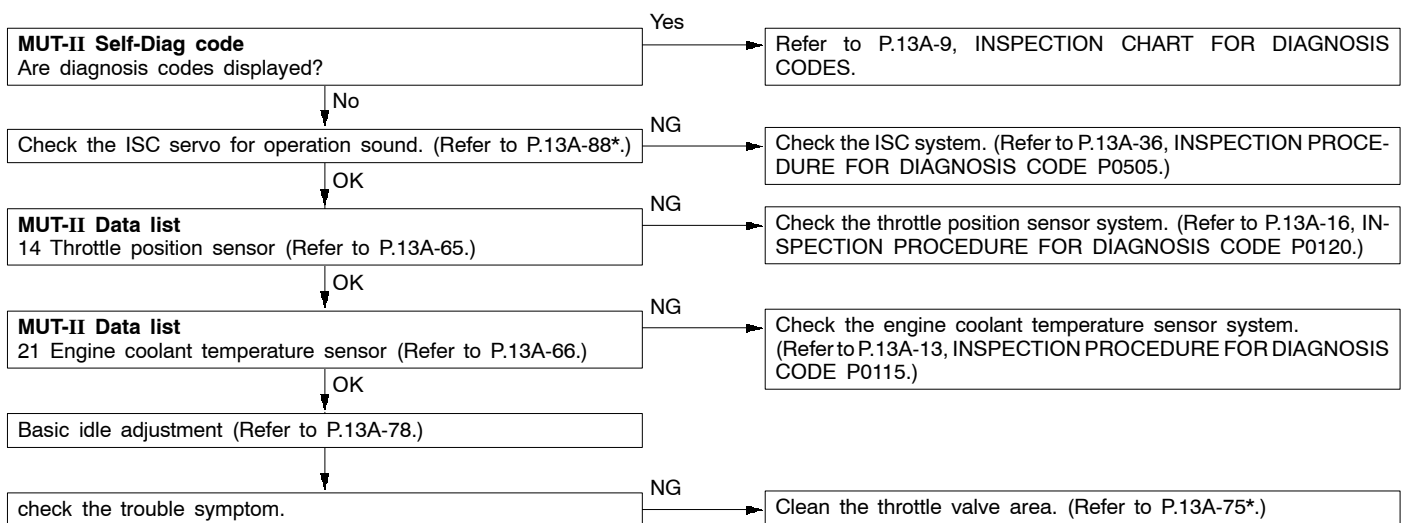 Yes
MUT-II Self-Diag code
Are diagnosis codes displayed?
Refer to P.13A-9, INSPECTION CHART FOR DIAGNOSIS
CODES.
No
Check the ISC servo for operation sound. (Refer to P.13A-88*.)
NG
Check the ISC system. (Refer to P.13A-36, INSPECTION PROCE-
DURE FOR DIAGNOSIS CODE P0505.)
OK
MUT-II Data list
14 Throttle position sensor (Refer to P.13A-65.)
NG
Check the throttle position sensor system. (Refer to P.13A-16, IN-
SPECTION PROCEDURE FOR DIAGNOSIS CODE P0120.)
OK
MUT-II Data list
21 Engine coolant temperature sensor (Refer to P.13A-66.)
NG
Check the engine coolant temperature sensor system.
(Refer to P.13A-13, INSPECTION PROCEDURE FOR DIAGNOSIS
CODE P0115.)
OK
Basic idle adjustment (Refer to P.13A-78.)
check the trouble symptom.
NG
Clean the throttle valve area. (Refer to P.13A-75*.)